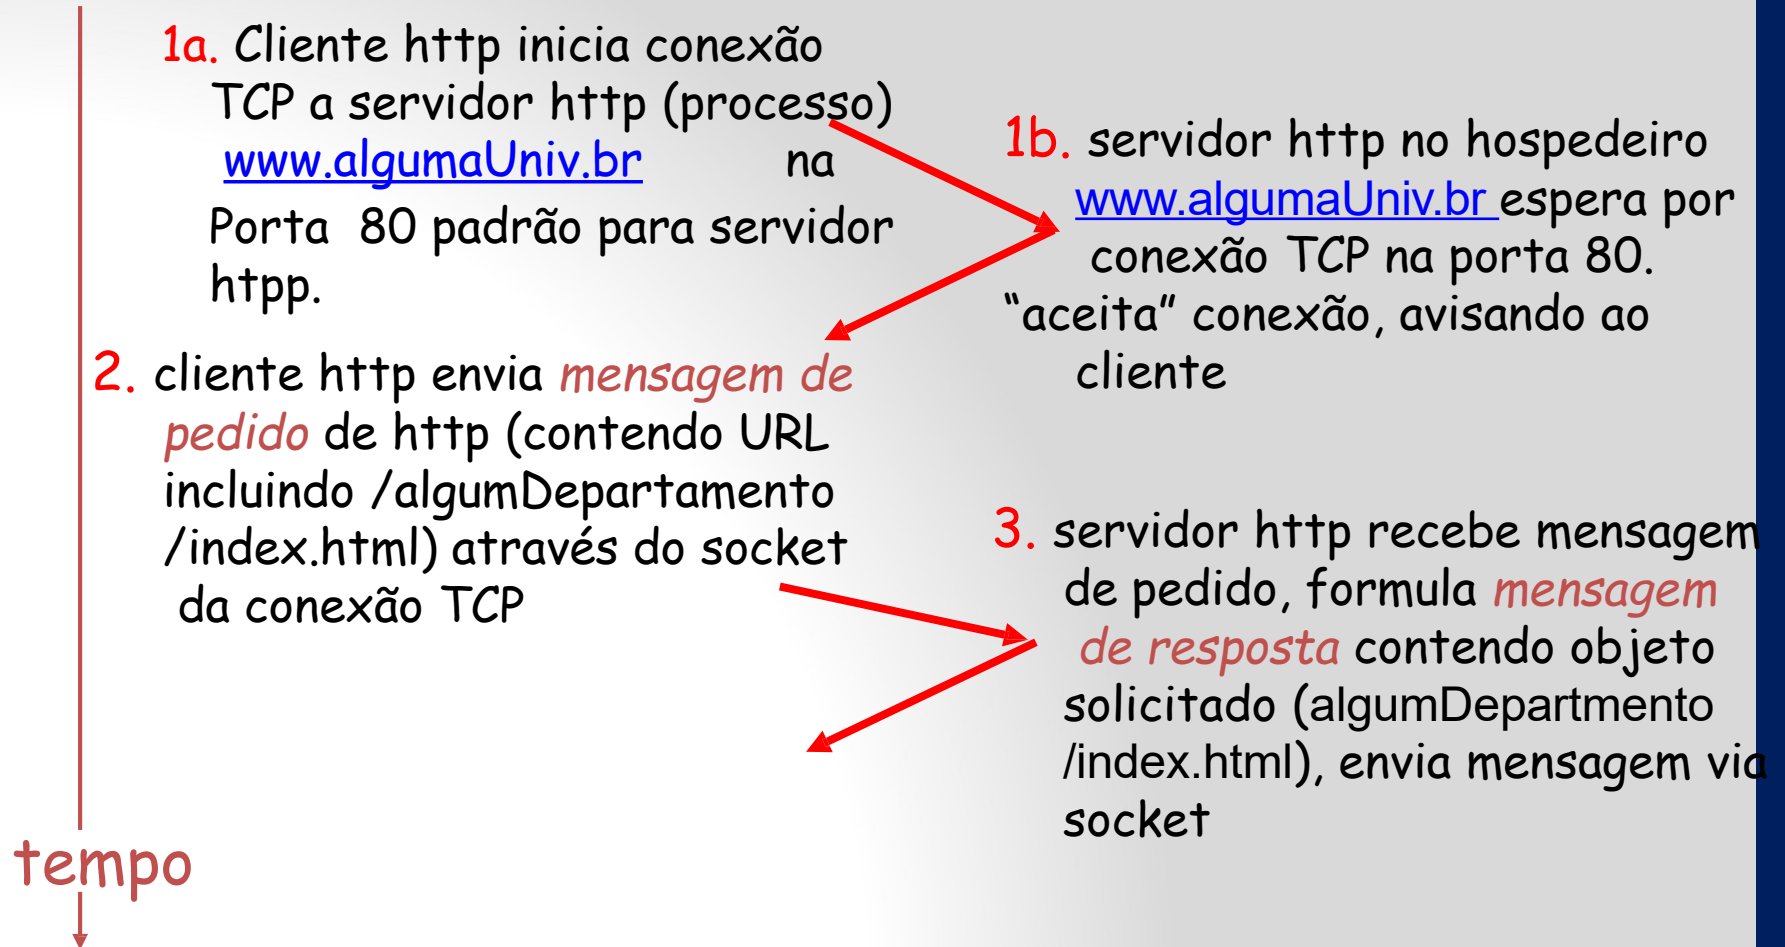 1a. Cliente http inicia conexão
TCP a servidor http (processo)
www.algumaUniv.br na
Porta 80 padrão para servidor
htpp.
1b. servidor http no hospedeiro
www.algumaUniv.br espera por
conexão TCP na porta 80.
“aceita” conexão, avisando ao
cliente
2. cliente http envia mensagem de
pedido de http (contendo URL
incluindo /algumDepartamento
/index.html) através do socket
da conexão TCP
3. servidor http recebe mensagem
de pedido, formula mensagem
de resposta contendo objeto
solicitado (algumDepartmento
/index.html), envia mensagem via
socket
tempo